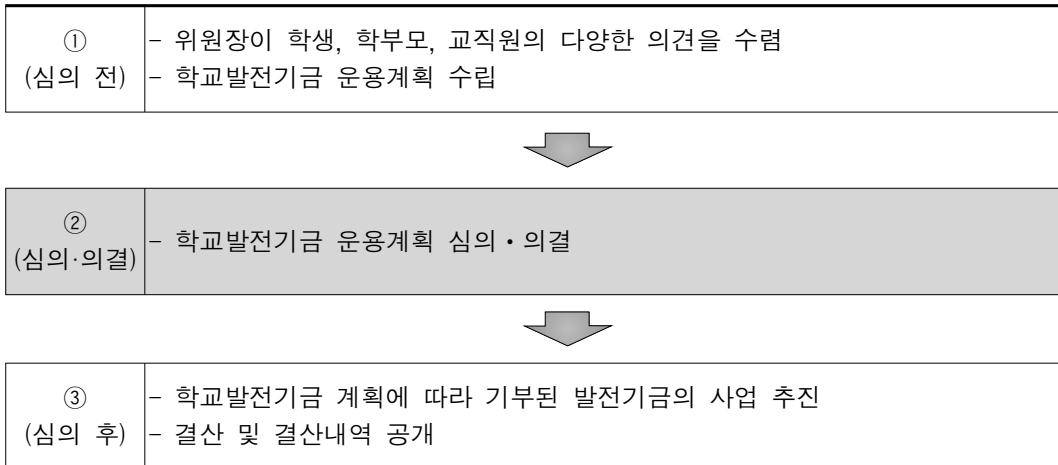 ①
(심의 전)
- 위원장이 학생, 학부모, 교직원의 다양한 의견을 수렴
- 학교발전기금 운용계획 수립
②
(심의·의결)
- 학교발전기금 운용계획 심의・의결
③
(심의 후)
- 학교발전기금 계획에 따라 기부된 발전기금의 사업 추진
- 결산 및 결산내역 공개